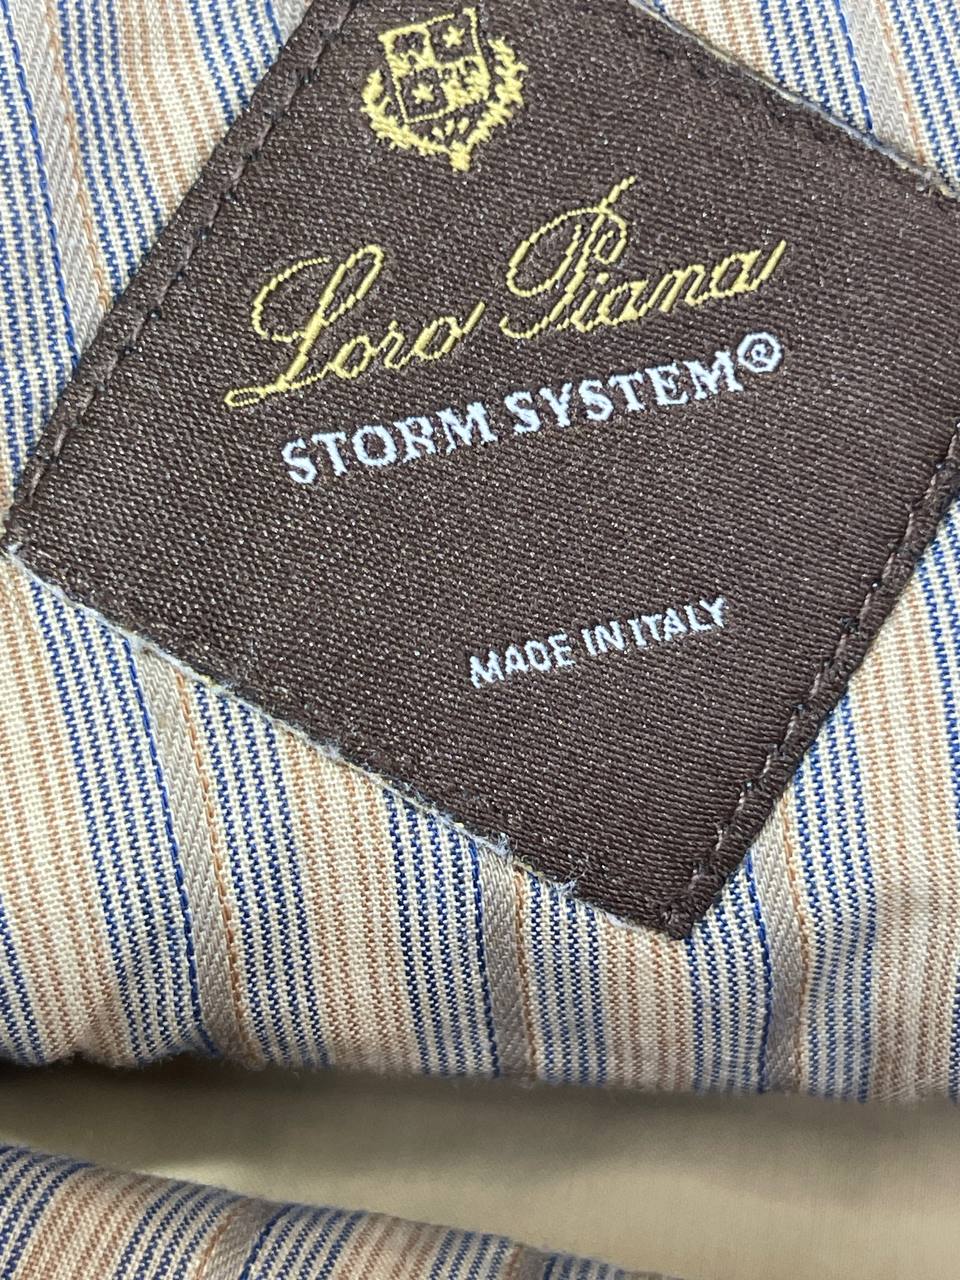 Loro Piana
STORM SYSTEM®
MADE IN ITALY